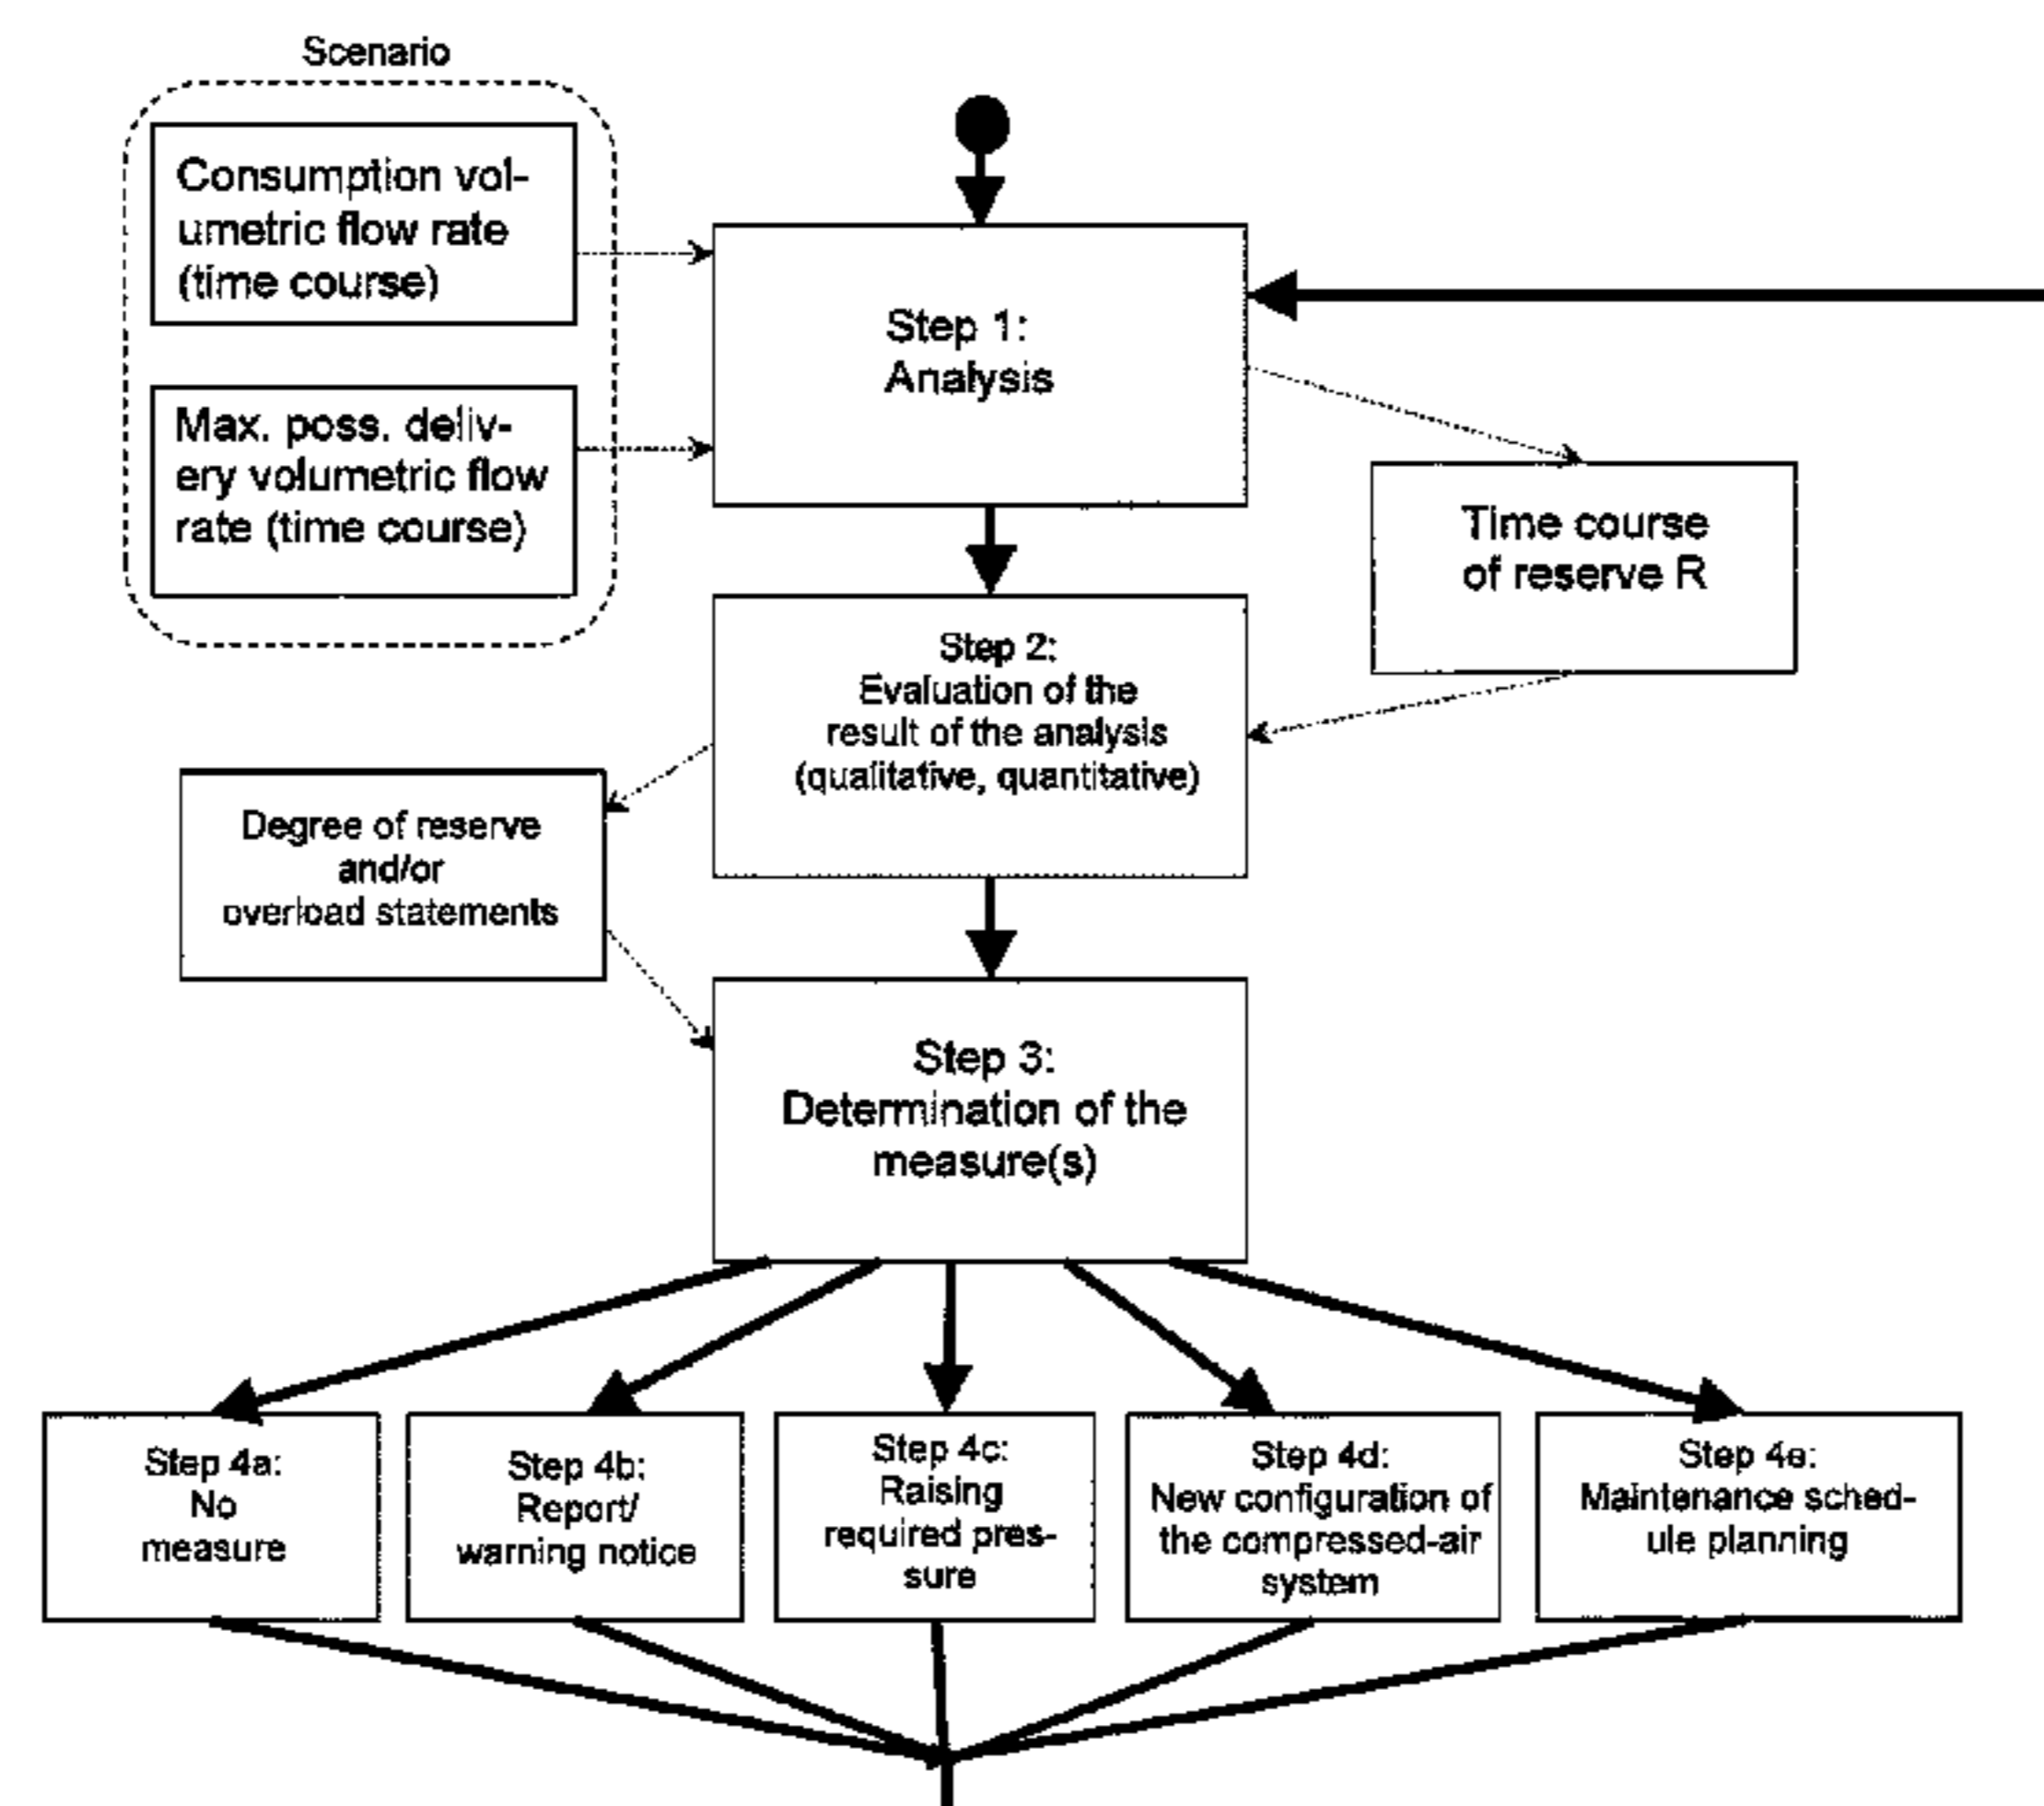 Scenario
Consumption vol-
umetric flow rate
(time course)
Max. poss. deliv-
ery volumetric flow
rate (time course)
Step 1:
Analysis
Time course
of reserve R
Step 2:
Evaluation of the
result of the analysis
(qualitative, quantitative)
Degree of reserve
and/or
overload statements
Step 3:
Determination of the
measure(s)
Step 4a:
No
measure
Step 4b:
Report/
warning notice
Step 4c:
Raising
required pres-
sure
Step 4d:
New configuration of
the compressed-air
system
Step 4e:
Maintenance sched-
ule planning